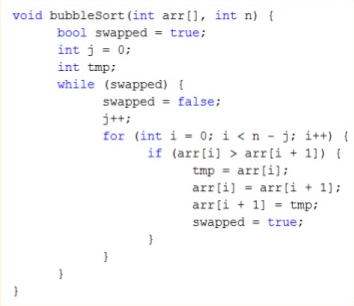 void bubbleSort(int arr[], int n) {
      bool swapped = true;
      int j = 0;
      int tmp;
      while (swapped) {
            swapped = false;
            j++;
            for (int i = 0; i < n - j; i++) {
                  if (arr[i] > arr[i + 1]) {
                        tmp = arr[i];
                        arr[i] = arr[i + 1];
                        arr[i + 1] = tmp;
                        swapped = true;
                  }
            }
      }
}